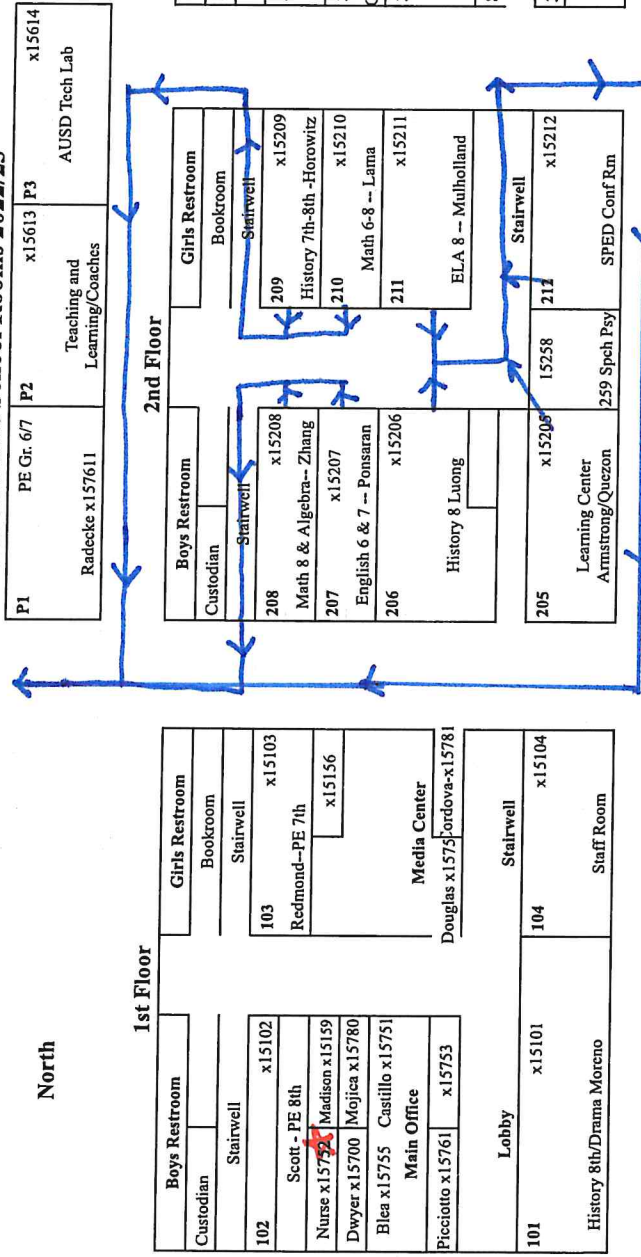 P1 PE Gr. 6/7
Radecke x157611
P2 x15613
Teaching and
Learning/Coaches
P3 x15614
AUSD Tech Lab
North
1st Floor
Boys Restroom
Custodian
Stairwell
102 x15102
Scott - PE 8th
Nurse x15752 Madison x15159
Dwyer x15700 Mojica x15780
Blea x15755 Castillo x15751
Main Office
Picciotto x15761 x15753
Lobby
101 x15101
History 8th/Drama Moreno
Girls Restroom
Bookroom
Stairwell
103 x15103
Redmond--PE 7th
x15156
Media Center
Douglas x1575 Cordova-x15781
Stairwell
104 x15104
Staff Room
2nd Floor
Boys Restroom
Custodian
Stairwell
208 x15208
Math 8 & Algebra-- Zhang
207 x15207
English 6 & 7 -- Ponsaran
206 x15206
History 8 Luong
205 x15205
Learning Center
Armstrong/Quezon
15258
259 Spch Psy
Girls Restroom
Bookroom
Stairwell
209 x15209
History 7th-8th -Horowitz
210 x15210
Math 6-8 -- Lama
211 x15211
ELA 8 -- Mulholland
Stairwell
212 x15212
SPED Conf Rm